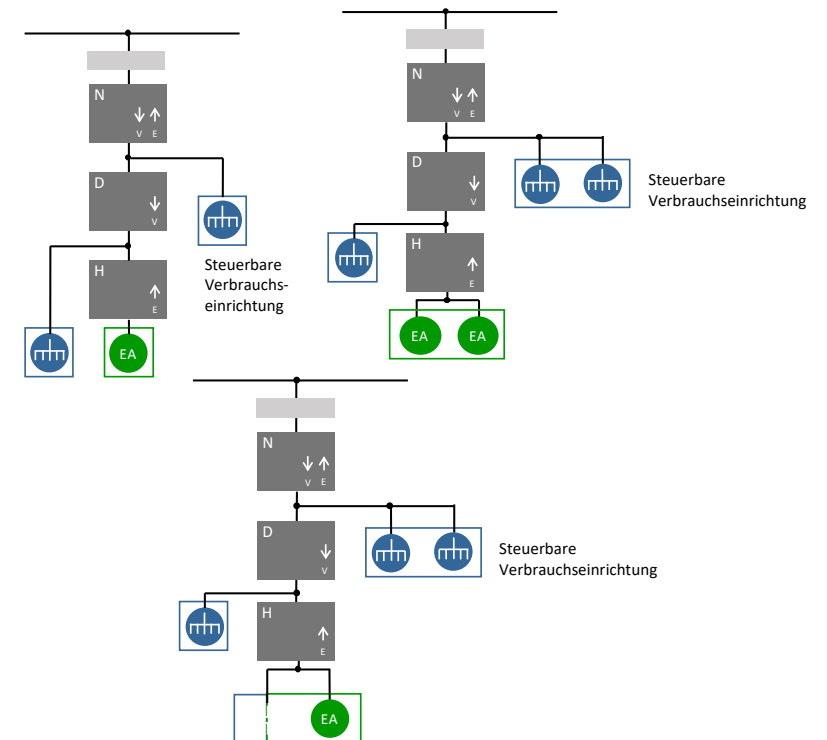 N
V E
D
V
Steuerbare
Verbrauchs-
einrichtung
H
E
EA
N
V E
D
V
Steuerbare
Verbrauchseinrichtung
H
E
EA EA
N
V E
D
V
Steuerbare
Verbrauchseinrichtung
H
E
EA